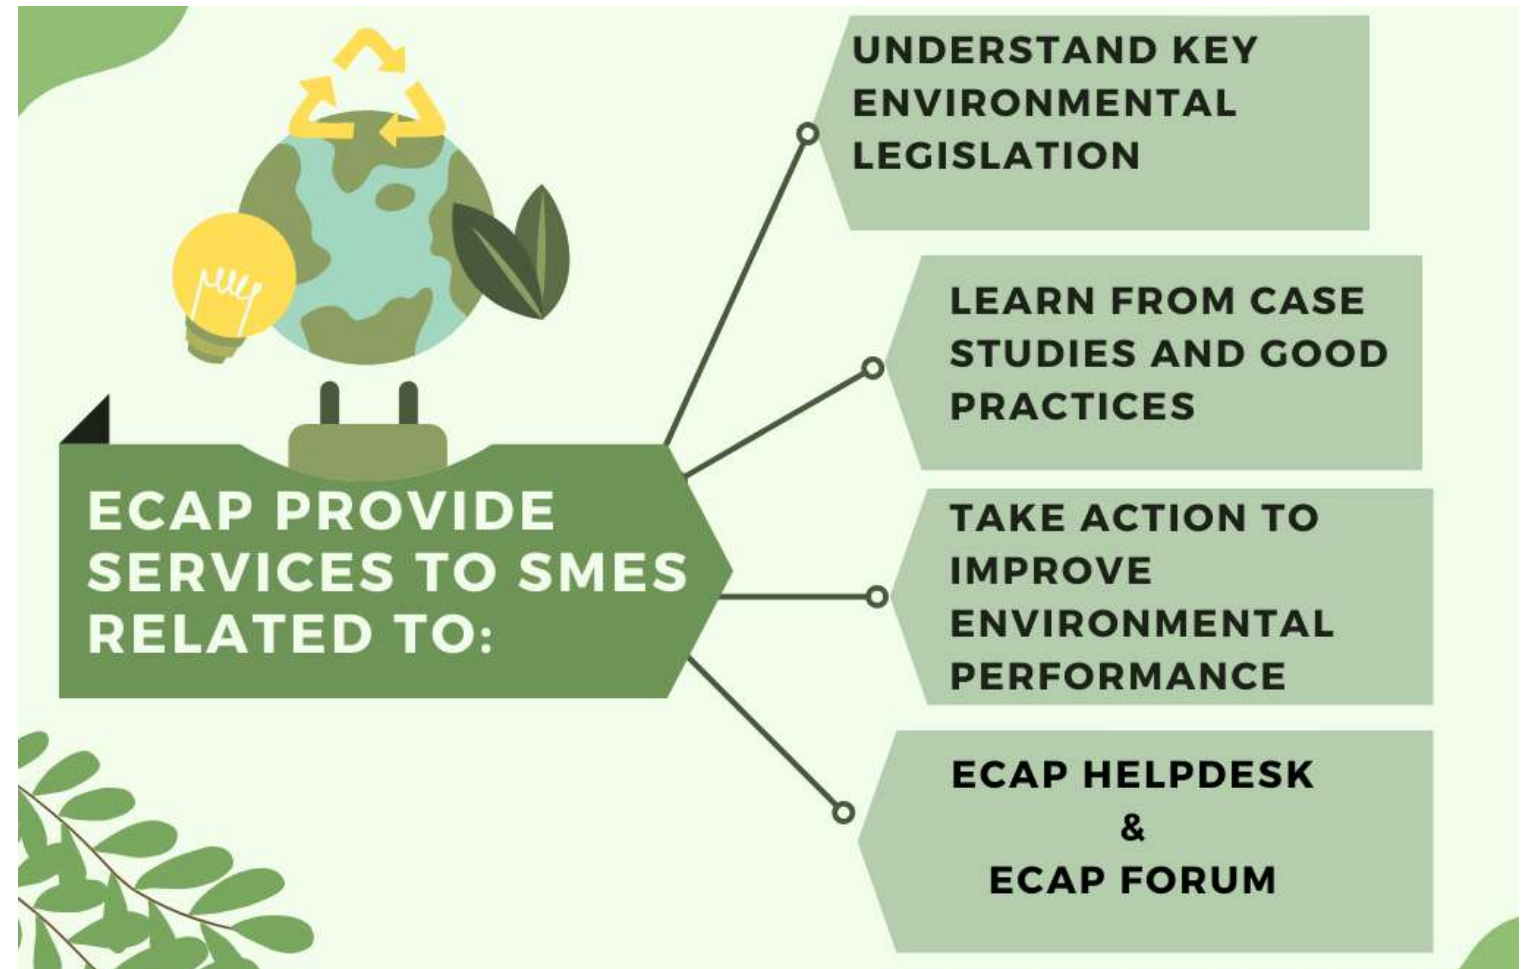 ECAP PROVIDE
SERVICES TO SMES
RELATED TO:
UNDERSTAND KEY
ENVIRONMENTAL
LEGISLATION
LEARN FROM CASE
STUDIES AND GOOD
PRACTICES
TAKE ACTION TO
IMPROVE
ENVIRONMENTAL
PERFORMANCE
ECAP HELPDESK
&
ECAP FORUM